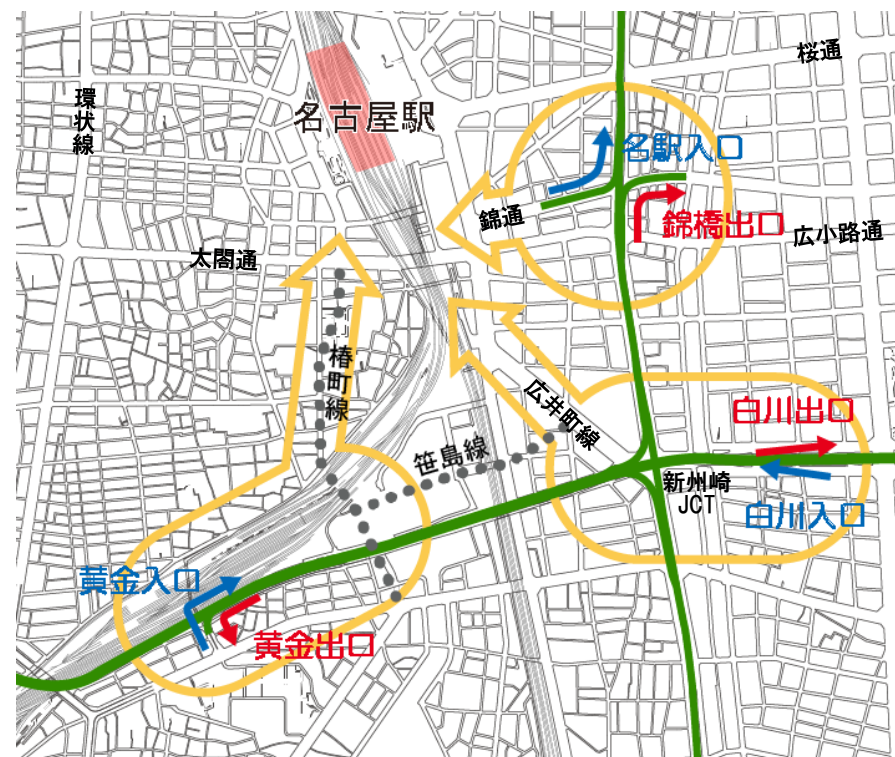 桜通
環状線
名古屋駅
名駅入口
錦通
錦橋出口
広小路通
太閤通
椿町線
広井町線
白川出口
笹島線
新州崎
JCT
白川入口
黄金入口
黄金出口